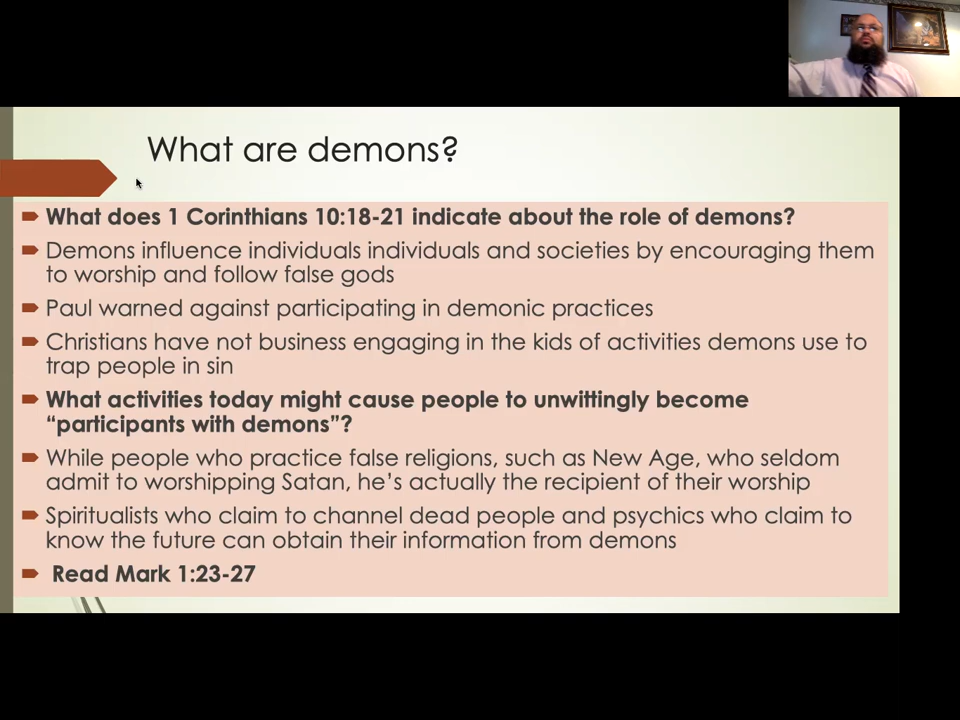 What are demons?
What does 1 Corinthians 10:18-21 indicate about the role of demons?
Demons influence individuals individuals and societies by encouraging them
to worship and follow false gods
Paul warned against participating in demonic practices
Christians have not business engaging in the kids of activities demons use to
trap people in sin
What activities today might cause people to unwittingly become
“participants with demons”?
While people who practice false religions, such as New Age, who seldom
admit to worshipping Satan, he’s actually the recipient of their worship
Spiritualists who claim to channel dead people and psychics who claim to
know the future can obtain their information from demons
Read Mark 1:23-27